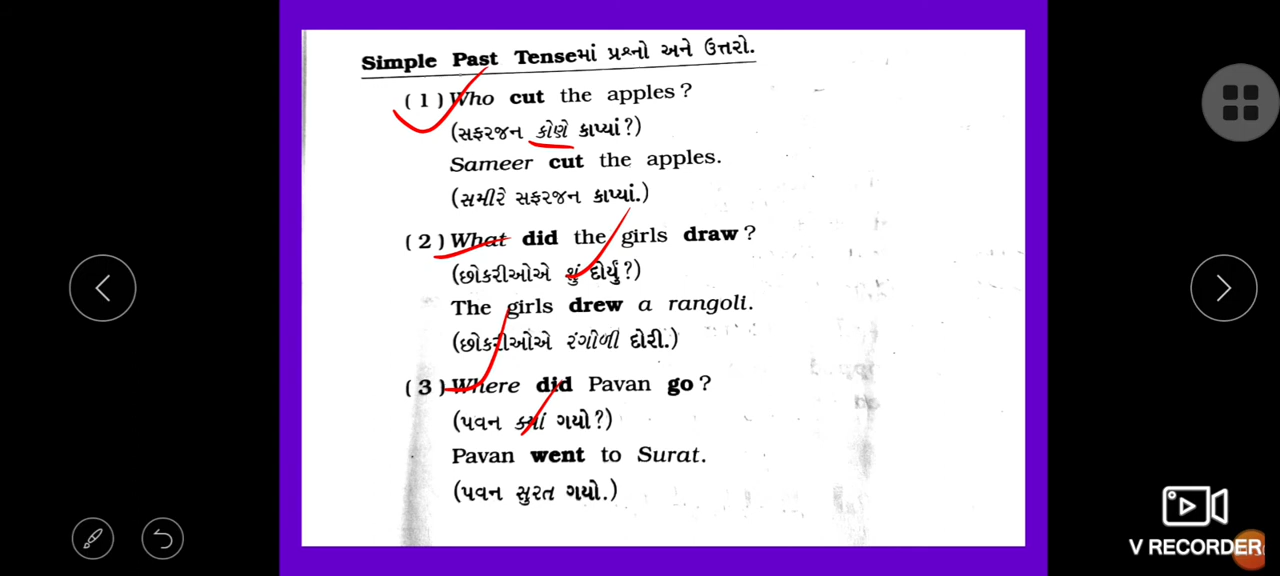 Simple Past Tenseમાં પ્રશ્નો અને ઉત્તરો.
(1) Who cut the apples?
(સફરજન કોણે કાપ્યાં?)
Sameer cut the apples.
(સમીરે સફરજન કાપ્યાં.)
(2) What did the girls draw?
(છોકરીઓએ શું દોર્યું?)
The girls drew a rangoli.
(છોકરીઓએ રંગોળી દોરી.)
(3) Where did Pavan go?
(પવન ક્યાં ગયો?)
Pavan went to Surat.
(પવન સુરત ગયો.)
V RECORDER